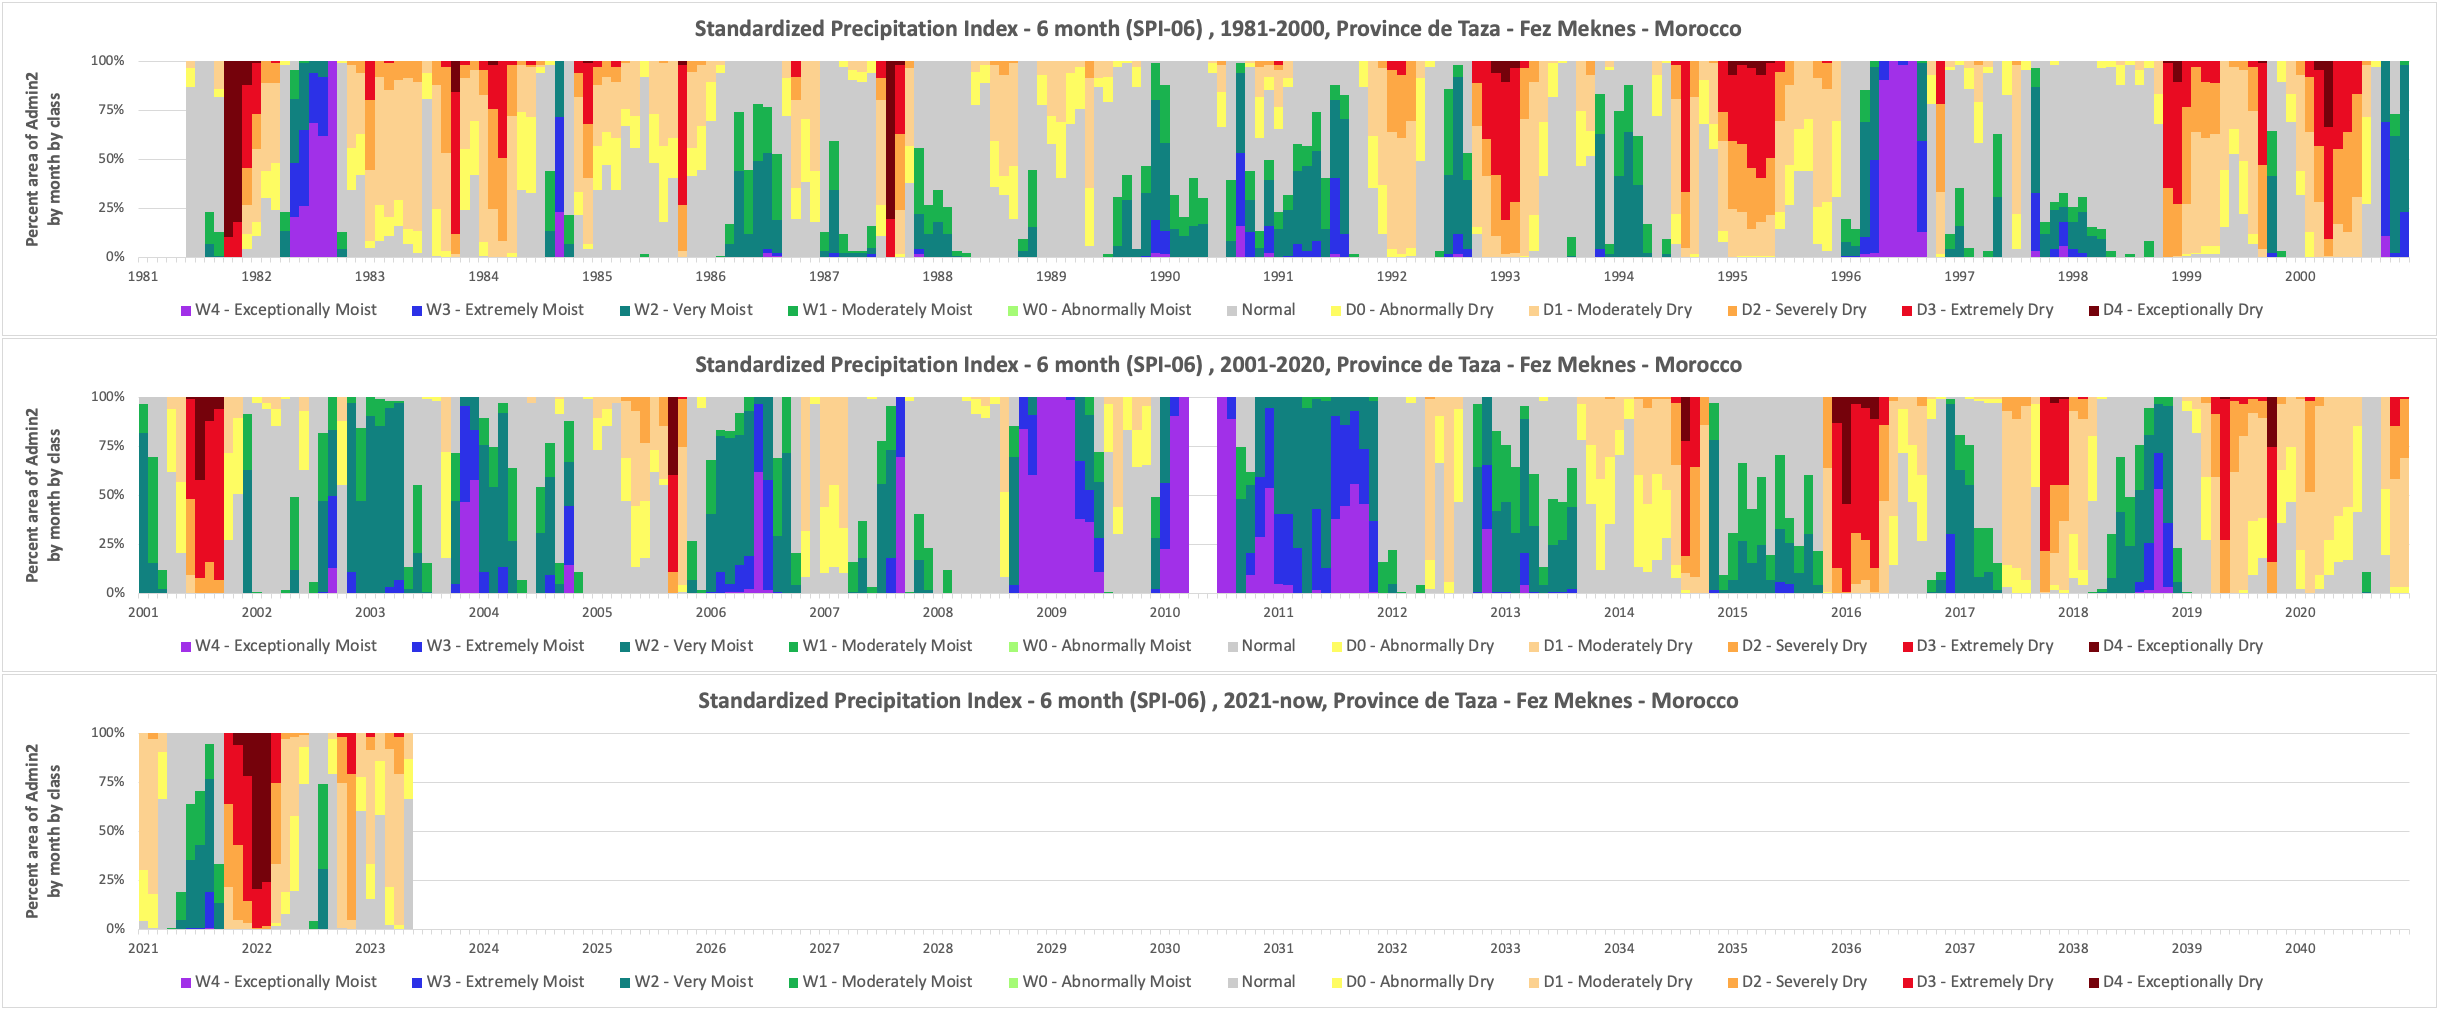 Standardized Precipitation Index - 6 month (SPI-06) , 1981-2000, Province de Taza - Fez Meknes - Morocco
Percent area of Admin2
by month by class
100%
75%
50%
25%
0%
1981 1982 1983 1984 1985 1986 1987 1988 1989 1990 1991 1992 1993 1994 1995 1996 1997 1998 1999 2000
W4 - Exceptionally Moist W3 - Extremely Moist W2 - Very Moist W1 - Moderately Moist W0 - Abnormally Moist Normal D0 - Abnormally Dry D1 - Moderately Dry D2 - Severely Dry D3 - Extremely Dry D4 - Exceptionally Dry
Standardized Precipitation Index - 6 month (SPI-06) , 2001-2020, Province de Taza - Fez Meknes - Morocco
Percent area of Admin2
by month by class
100%
75%
50%
25%
0%
2001 2002 2003 2004 2005 2006 2007 2008 2009 2010 2011 2012 2013 2014 2015 2016 2017 2018 2019 2020
W4 - Exceptionally Moist W3 - Extremely Moist W2 - Very Moist W1 - Moderately Moist W0 - Abnormally Moist Normal D0 - Abnormally Dry D1 - Moderately Dry D2 - Severely Dry D3 - Extremely Dry D4 - Exceptionally Dry
Standardized Precipitation Index - 6 month (SPI-06) , 2021-now, Province de Taza - Fez Meknes - Morocco
Percent area of Admin2
by month by class
100%
75%
50%
25%
0%
2021 2022 2023 2024 2025 2026 2027 2028 2029 2030 2031 2032 2033 2034 2035 2036 2037 2038 2039 2040
W4 - Exceptionally Moist W3 - Extremely Moist W2 - Very Moist W1 - Moderately Moist W0 - Abnormally Moist Normal D0 - Abnormally Dry D1 - Moderately Dry D2 - Severely Dry D3 - Extremely Dry D4 - Exceptionally Dry